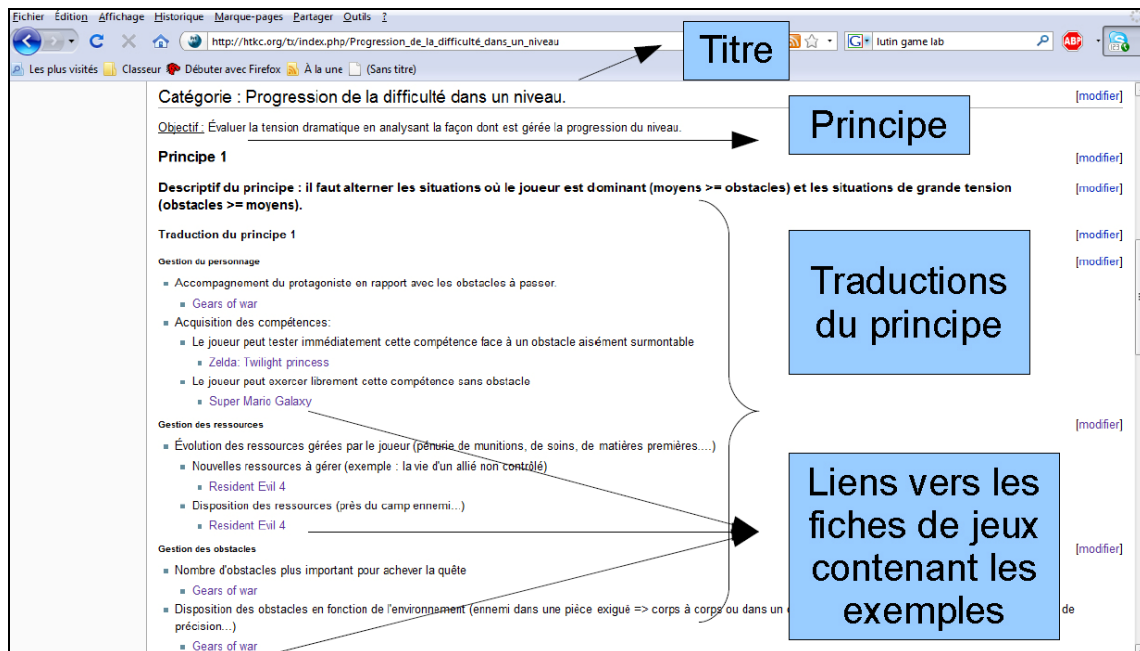 Fichier Édition Affichage Historique Marque-pages Partager Outils ?
http://htkc.org/tx/index.php/Progression_de_la_difficulté_dans_un_niveau
lutin game lab
ABP
Les plus visités Classeur Débuter avec Firefox À la une (Sans titre)
Titre
Catégorie : Progression de la difficulté dans un niveau. [modifier]
Objectif : Évaluer la tension dramatique en analysant la façon dont est gérée la progression du niveau.
Principe
Principe 1 [modifier]
Descriptif du principe : il faut alterner les situations où le joueur est dominant (moyens >= obstacles) et les situations de grande tension [modifier]
(obstacles >= moyens).
Traduction du principe 1 [modifier]
Gestion du personnage [modifier]
Accompagnement du protagoniste en rapport avec les obstacles à passer.
Gears of war
Acquisition des compétences:
Le joueur peut tester immédiatement cette compétence face à un obstacle aisément surmontable
Zelda: Twilight princess
Le joueur peut exercer librement cette compétence sans obstacle
Super Mario Galaxy
Traductions
du principe
Gestion des ressources [modifier]
Évolution des ressources gérées par le joueur (pénurie de munitions, de soins, de matières premières....)
Nouvelles ressources à gérer (exemple : la vie d'un allié non contrôlé)
Resident Evil 4
Disposition des ressources (près du camp ennemi...)
Resident Evil 4
Gestion des obstacles [modifier]
Nombre d'obstacles plus important pour achever la quête
Gears of war
Disposition des obstacles en fonction de l'environnement (ennemi dans une pièce exiguë => corps à corps ou dans un de
précision...)
Gears of war
Liens vers les
fiches de jeux
contenant les
exemples